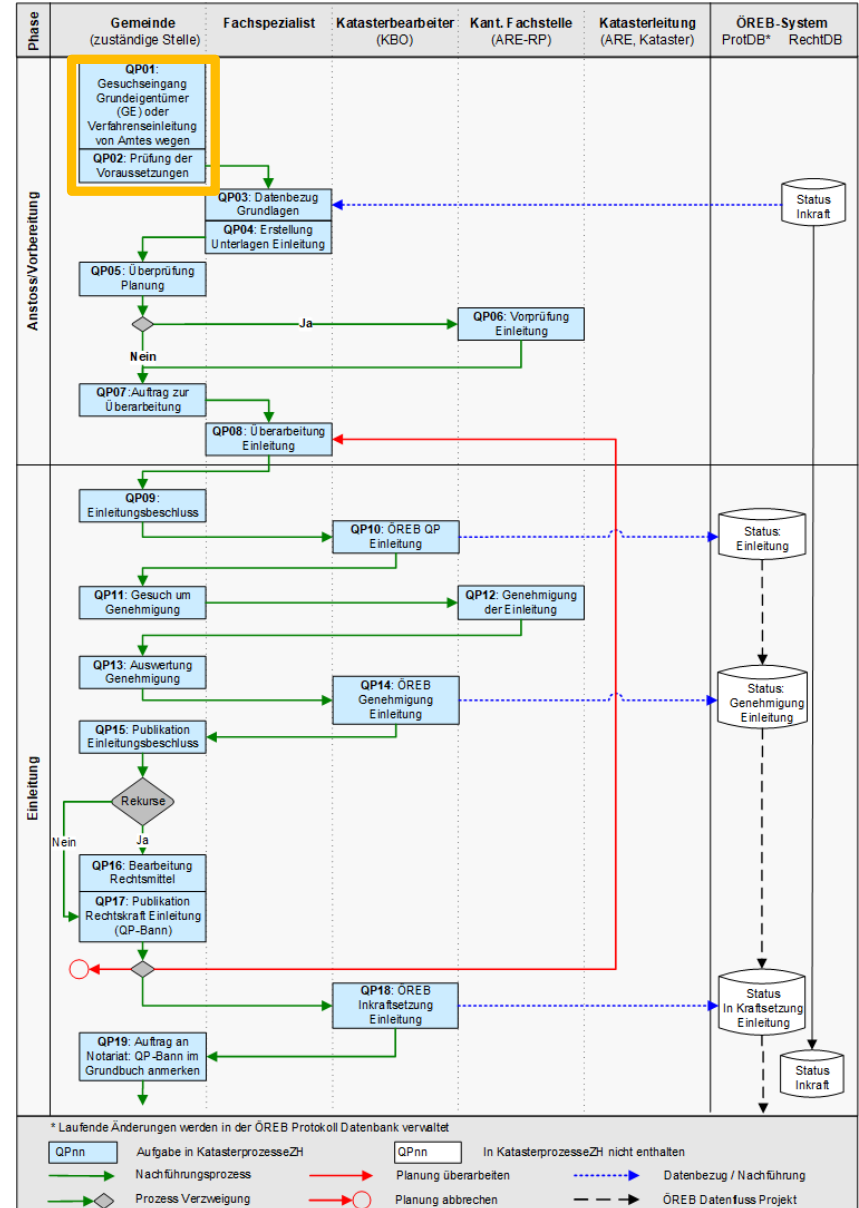 Phase
Gemeinde
(zuständige Stelle)
Fachspezialist
Katasterbearbeiter
(KBO)
Kant. Fachstelle
(ARE-RP)
Katasterleitung
(ARE, Kataster)
ÖREB-System
ProtDB* RechtDB
Anstoss/Vorbereitung
QP01:
Gesuchseingang
Grundeigentümer
(GE) oder
Verfahrenseinleitung
von Amtes wegen
QP02: Prüfung der
Voraussetzungen
QP03: Datenbezug
Grundlagen
Status
Inkraft
QP04: Erstellung
Unterlagen Einleitung
QP05: Überprüfung
Planung
Ja
QP06: Vorprüfung
Einleitung
Nein
QP07:Auftrag zur
Überarbeitung
QP08: Überarbeitung
Einleitung
Einleitung
QP09:
Einleitungsbeschluss
QP10: ÖREB QP
Einleitung
Status:
Einleitung
QP11: Gesuch um
Genehmigung
QP12: Genehmigung
der Einleitung
QP13: Auswertung
Genehmigung
QP14: ÖREB
Genehmigung
Einleitung
Status:
Genehmigung
Einleitung
QP15: Publikation
Einleitungsbeschluss
Rekurse
Nein
Ja
QP16: Bearbeitung
Rechtsmittel
QP17: Publikation
Rechtskraft Einleitung
(QP-Bann)
QP18: ÖREB
Inkraftsetzung
Einleitung
Status
In Kraftsetzung
Einleitung
QP19: Auftrag an
Notariat: QP-Bann im
Grundbuch anmerken
Status
Inkraft
* Laufende Änderungen werden in der ÖREB Protokoll Datenbank verwaltet
QPnn Aufgabe in KatasterprozesseZH QPnn In KatasterprozesseZH nicht enthalten
Nachführungsprozess Planung überarbeiten Datenbezug / Nachführung
Prozess Verzweigung Planung abbrechen ÖREB Datenfluss Projekt